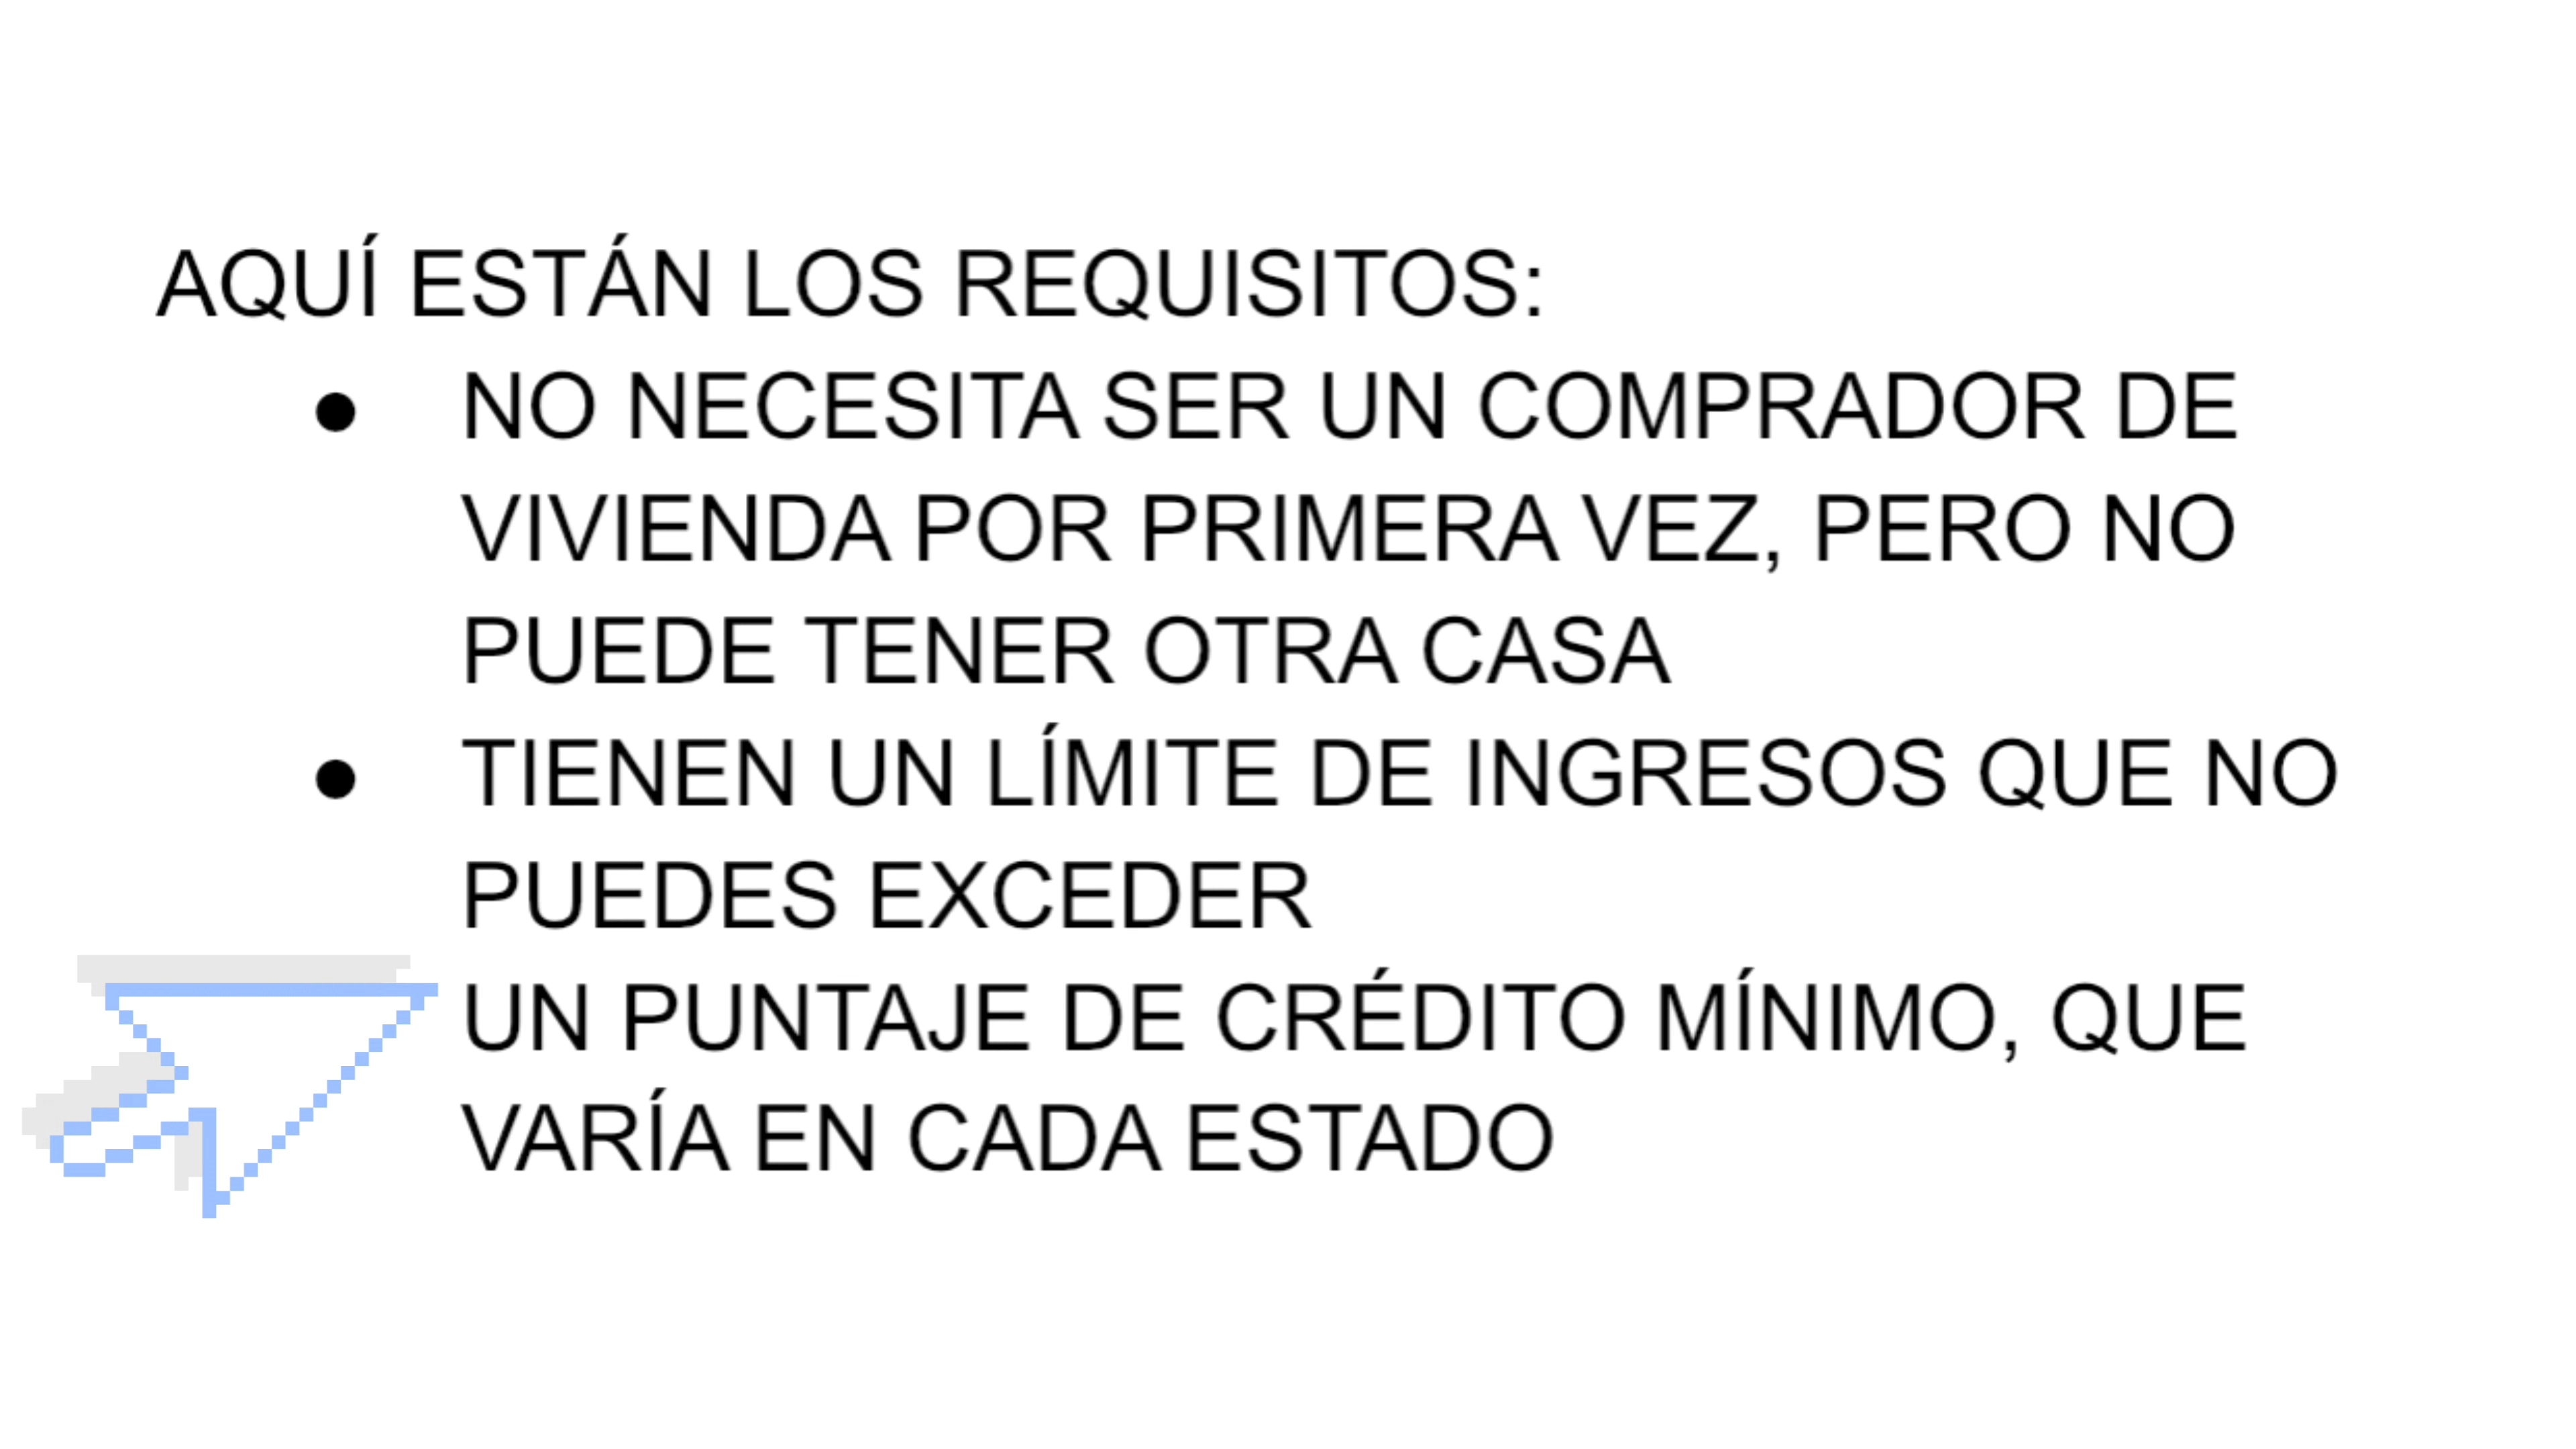 AQUÍ ESTÁN LOS REQUISITOS:
● NO NECESITA SER UN COMPRADOR DE
VIVIENDA POR PRIMERA VEZ, PERO NO
PUEDE TENER OTRA CASA
● TIENEN UN LÍMITE DE INGRESOS QUE NO
PUEDES EXCEDER
UN PUNTAJE DE CRÉDITO MÍNIMO, QUE
VARÍA EN CADA ESTADO